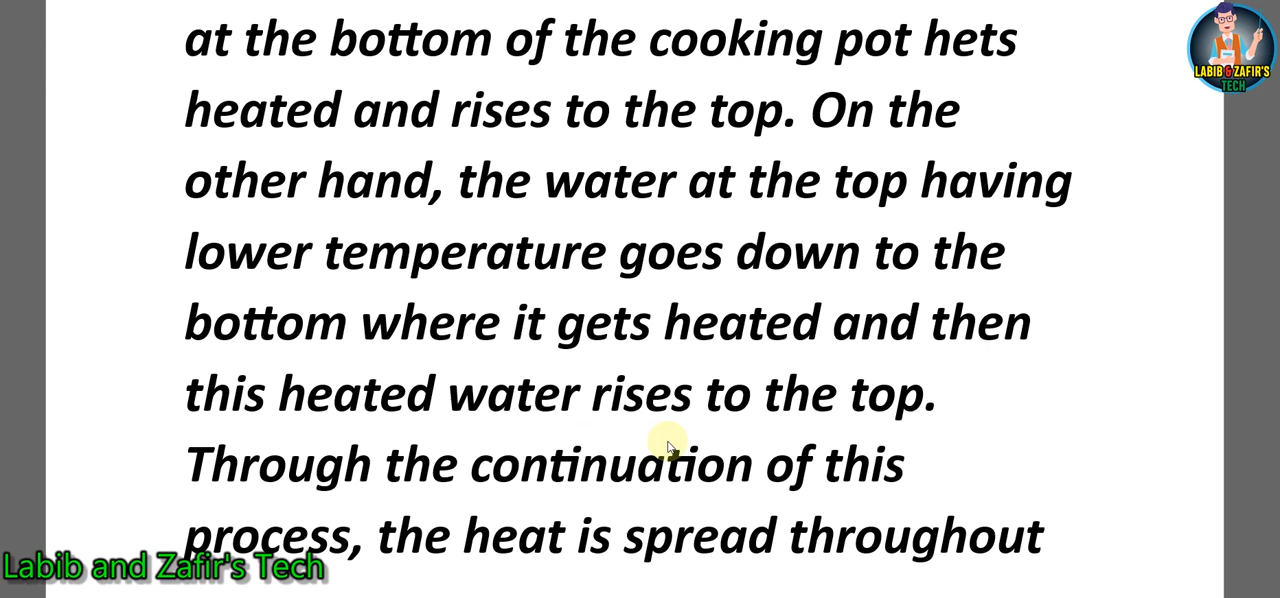 at the bottom of the cooking pot hets
heated and rises to the top. On the
other hand, the water at the top having
lower temperature goes down to the
bottom where it gets heated and then
this heated water rises to the top.
Through the continuation of this
process, the heat is spread throughout
LABIB & ZAFIR'S
TECH
Labib and Zafir's Tech